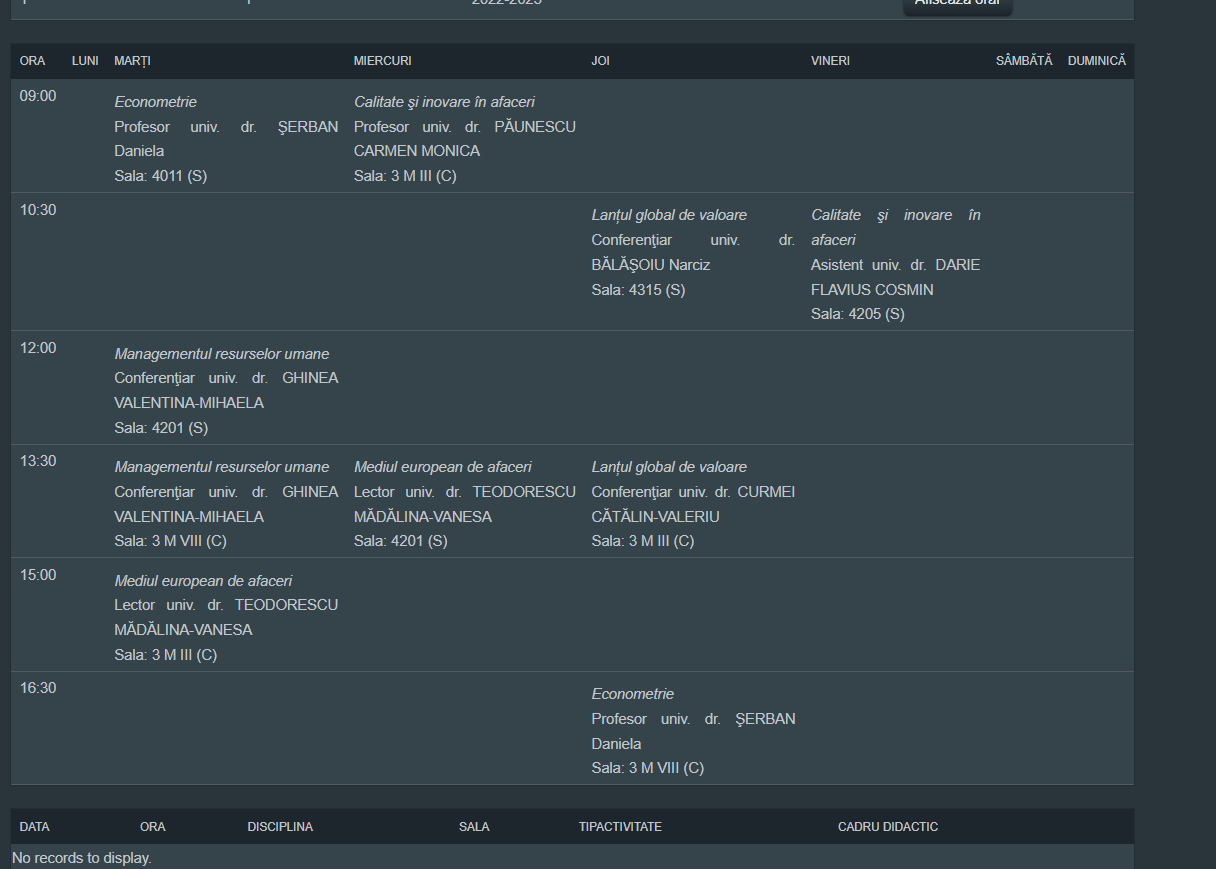 2022-2023
Afisează orar
ORA LUNI MARȚI MIERCURI JOI VINERI SÂMBĂTĂ DUMINICĂ
09:00
Econometrie
Profesor univ. dr. ŞERBAN
Daniela
Sala: 4011 (S)
Calitate şi inovare în afaceri
Profesor univ. dr. PĂUNESCU
CARMEN MONICA
Sala: 3 M III (C)
10:30
Lanțul global de valoare
Conferenţiar univ. dr.
BĂLĂŞOIU Narciz
Sala: 4315 (S)
Calitate şi inovare în
afaceri
Asistent univ. dr. DARIE
FLAVIUS COSMIN
Sala: 4205 (S)
12:00
Managementul resurselor umane
Conferenţiar univ. dr. GHINEA
VALENTINA-MIHAELA
Sala: 4201 (S)
13:30
Managementul resurselor umane
Conferenţiar univ. dr. GHINEA
VALENTINA-MIHAELA
Sala: 3 M VIII (C)
Mediul european de afaceri
Lector univ. dr. TEODORESCU
MĂDĂLINA-VANESA
Sala: 4201 (S)
Lanțul global de valoare
Conferenţiar univ. dr. CURMEI
CĂTĂLIN-VALERIU
Sala: 3 M III (C)
15:00
Mediul european de afaceri
Lector univ. dr. TEODORESCU
MĂDĂLINA-VANESA
Sala: 3 M III (C)
16:30
Econometrie
Profesor univ. dr. ŞERBAN
Daniela
Sala: 3 M VIII (C)
DATA ORA DISCIPLINA SALA TIPACTIVITATE CADRU DIDACTIC
No records to display.